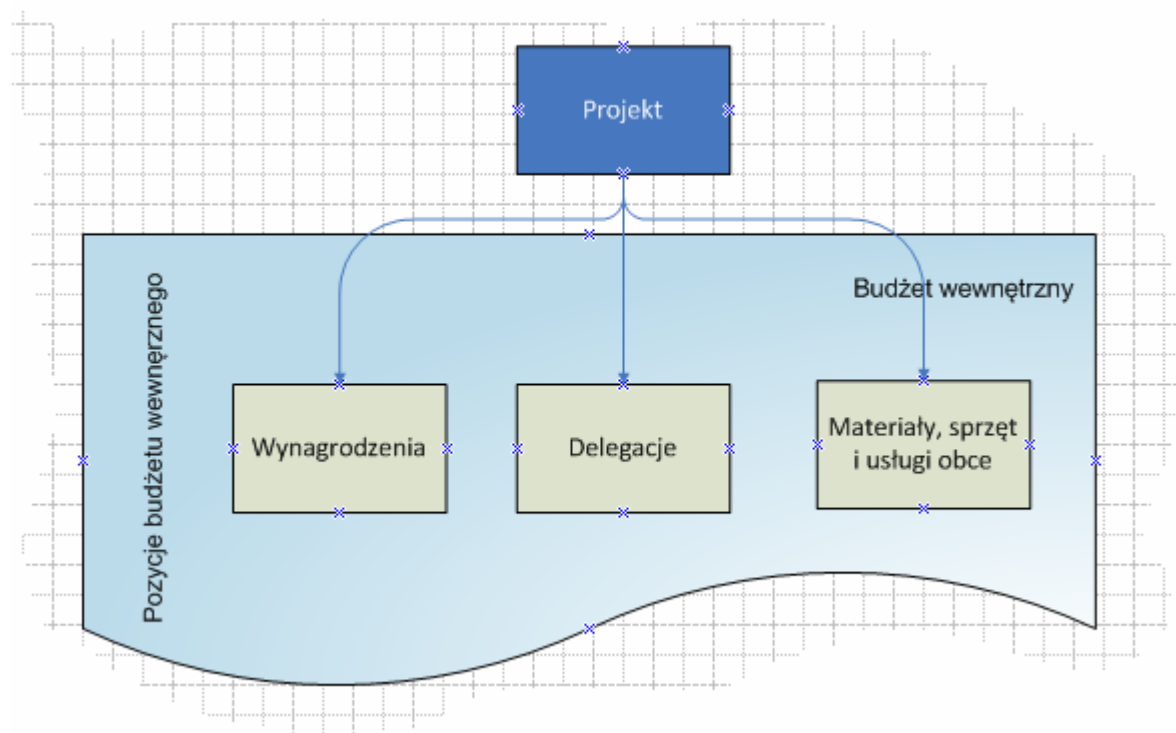 Projekt
Budżet wewnętrzny
Pozycje budżetu wewnęrznego
Wynagrodzenia
Delegacje
Materiały, sprzęt
i usługi obce